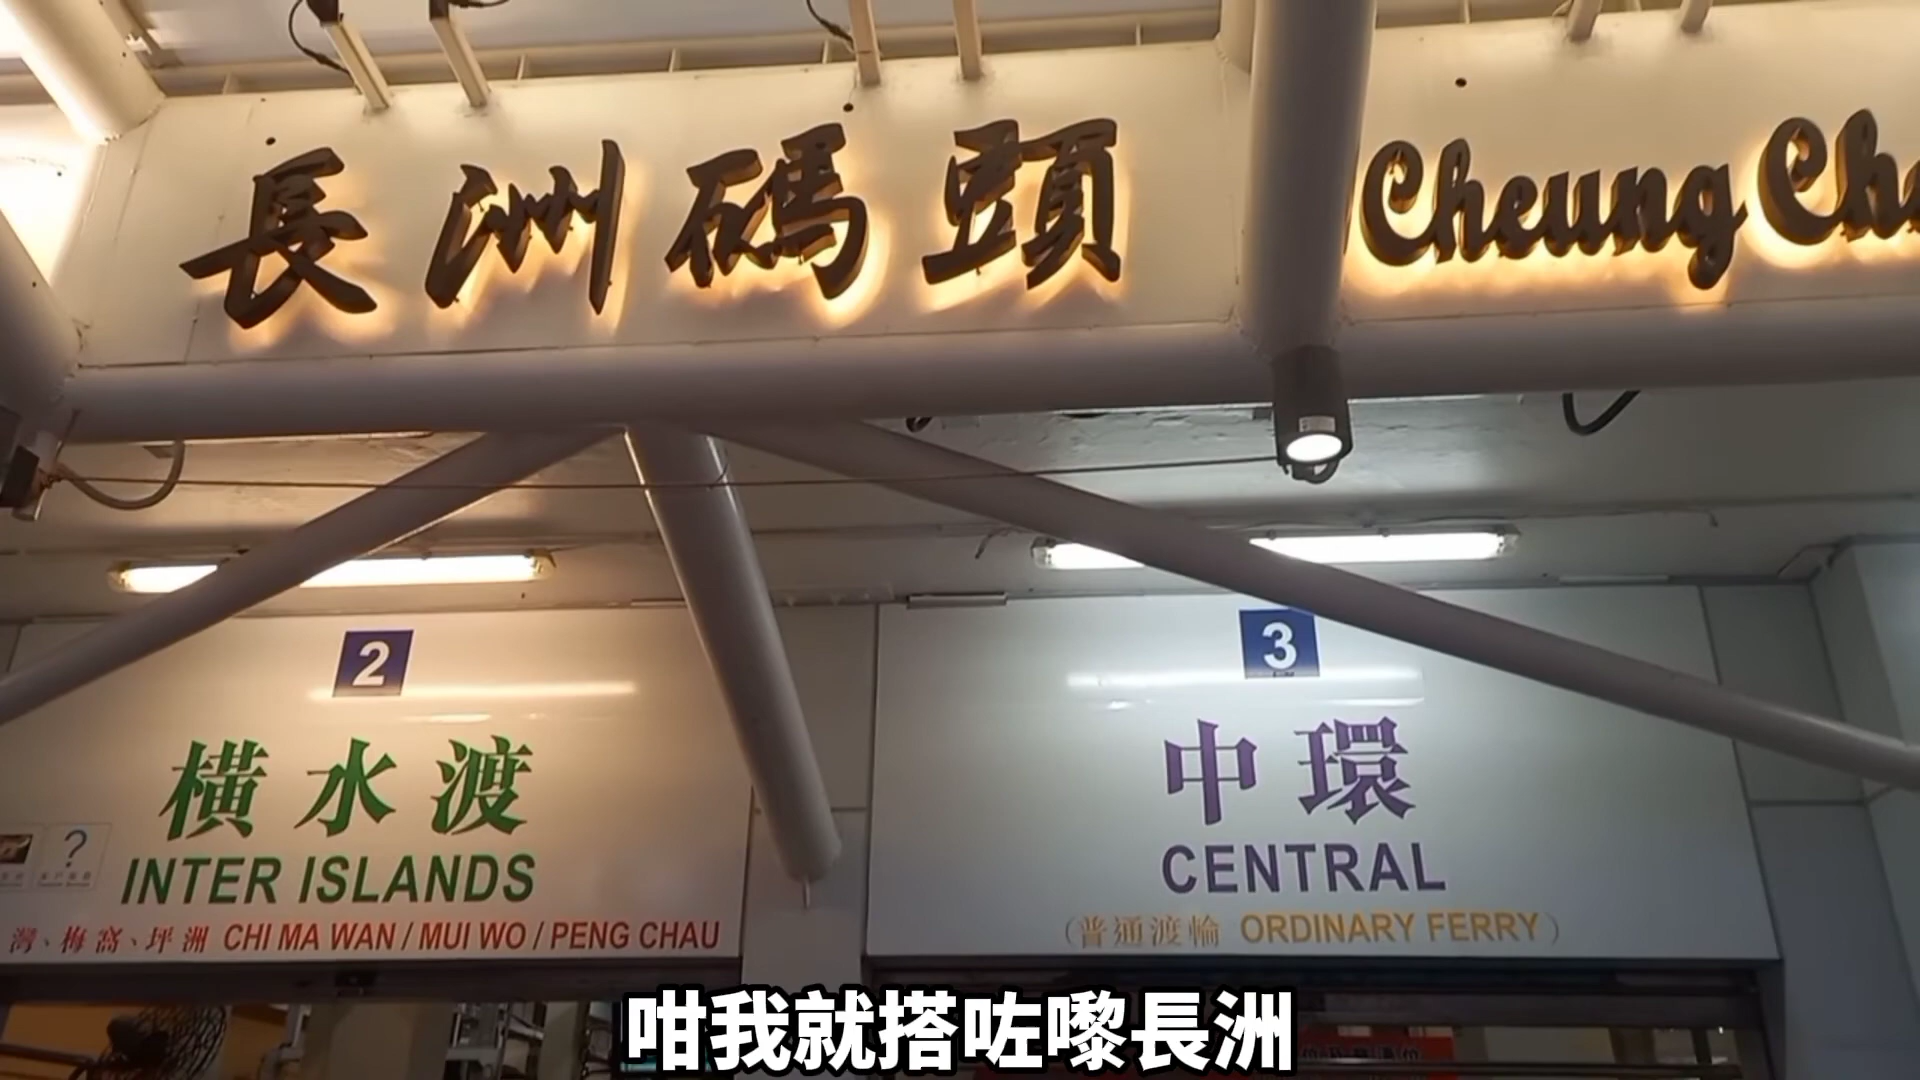 長洲碼頭 Cheung Ch
2
橫水渡
INTER ISLANDS
灣、梅窩、坪洲 CHI MA WAN / MUI WO / PENG CHAU
3
中環
CENTRAL
(普通渡輪 ORDINARY FERRY)
?
咁我就搭咗嚟長洲